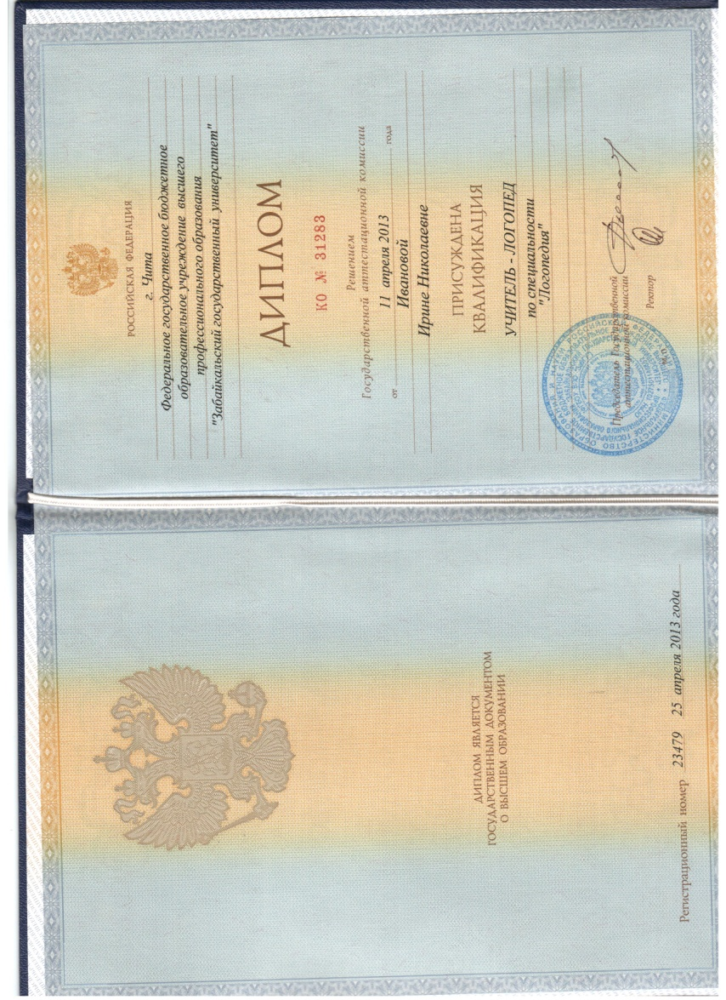 ДИПЛОМ ЯВЛЯЕТСЯ
ГОСУДАРСТВЕННЫМ ДОКУМЕНТОМ
О ВЫСШЕМ ОБРАЗОВАНИИ
Регистрационный номер 23479 25 апреля 2013 года
РОССИЙСКАЯ ФЕДЕРАЦИЯ
г. Чита
Федеральное государственное бюджетное
образовательное учреждение высшего
профессионального образования
"Забайкальский государственный университет"
ДИПЛОМ
КО № 31283
Решением
Государственной аттестационной комиссии
от 11 апреля 2013 года
Ивановой
Ирине Николаевне
ПРИСУЖДЕНА
КВАЛИФИКАЦИЯ
УЧИТЕЛЬ - ЛОГОПЕД
по специальности
"Логопедия"
Председатель Государственной
аттестационной комиссии
Ректор
М.П.